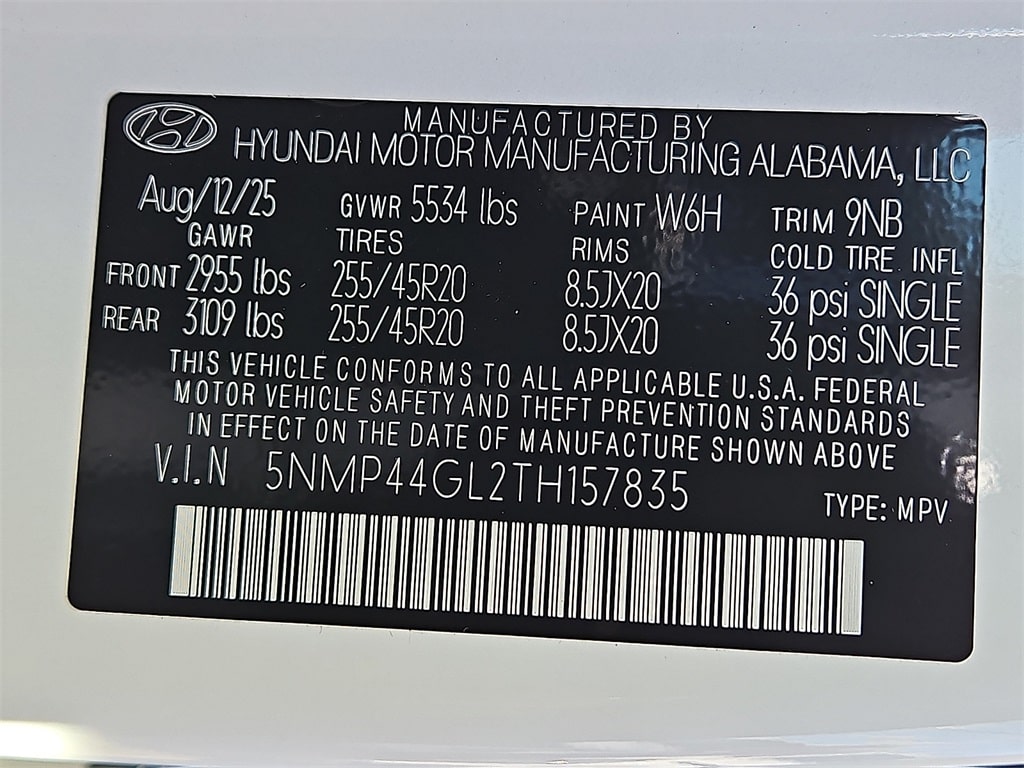 MANUFACTURED BY
HYUNDAI MOTOR MANUFACTURING ALABAMA, LLC
Aug/12/25 GVWR 5534 lbs PAINT W6H TRIM 9NB
GAWR TIRES RIMS COLD TIRE INFL
FRONT 2955 lbs 255/45R20 8.5JX20 36 psi SINGLE
REAR 3109 lbs 255/45R20 8.5JX20 36 psi SINGLE
THIS VEHICLE CONFORMS TO ALL APPLICABLE U.S.A. FEDERAL
MOTOR VEHICLE SAFETY AND THEFT PREVENTION STANDARDS
IN EFFECT ON THE DATE OF MANUFACTURE SHOWN ABOVE
V.I.N 5NMP44GL2TH157835
TYPE: MPV